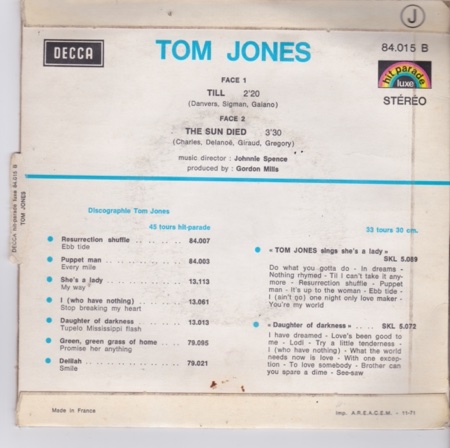 J
DECCA
TOM JONES
84.015 B
hit parade
luxe
STÉRÉO
FACE 1
TILL 2'20
(Danvers, Sigman, Gaiano)
FACE 2
THE SUN DIED 3'30
(Charles, Delanoë, Giraud, Gregory)
music director : Johnnie Spence
produced by : Gordon Mills
DECCA hit-parade luxe 84.015 B
TOM JONES
Discographie Tom Jones
45 tours hit-parade
Resurrection shuffle . . . . . . 84.007
Ebb tide
Puppet man . . . . . . . . 84.003
Every mile
She's a lady . . . . . . . . 13,113
My way
I (who have nothing) . . . . . 13.061
Stop breaking my heart
Daughter of darkness . . . . . 13.013
Tupelo Mississippi flash
Green, green grass of home . . . 79.095
Promise her anything
Delilah . . . . . . . . . 79.021
Smile
33 tours 30 cm.
« TOM JONES sings she's a lady »
SKL 5.089
Do what you gotta do - In dreams -
Nothing rhymed - Til I can't take it any-
more - Resurrection shuffle - Puppet
man - It's up to the woman - Ebb tide -
I (ain't go) one night only love maker -
You're my world
« Daughter of darkness » . . . SKL 5.072
I have dreamed - Love's been good to
me - Lodi - Try a little tenderness -
I (who have nothing) - What the world
needs now is love - With one excep-
tion - To love somebody - Brother can
you spare a dime - See-saw
Made in France
Imp. A.P.E.A.C.E.M. - 11-71